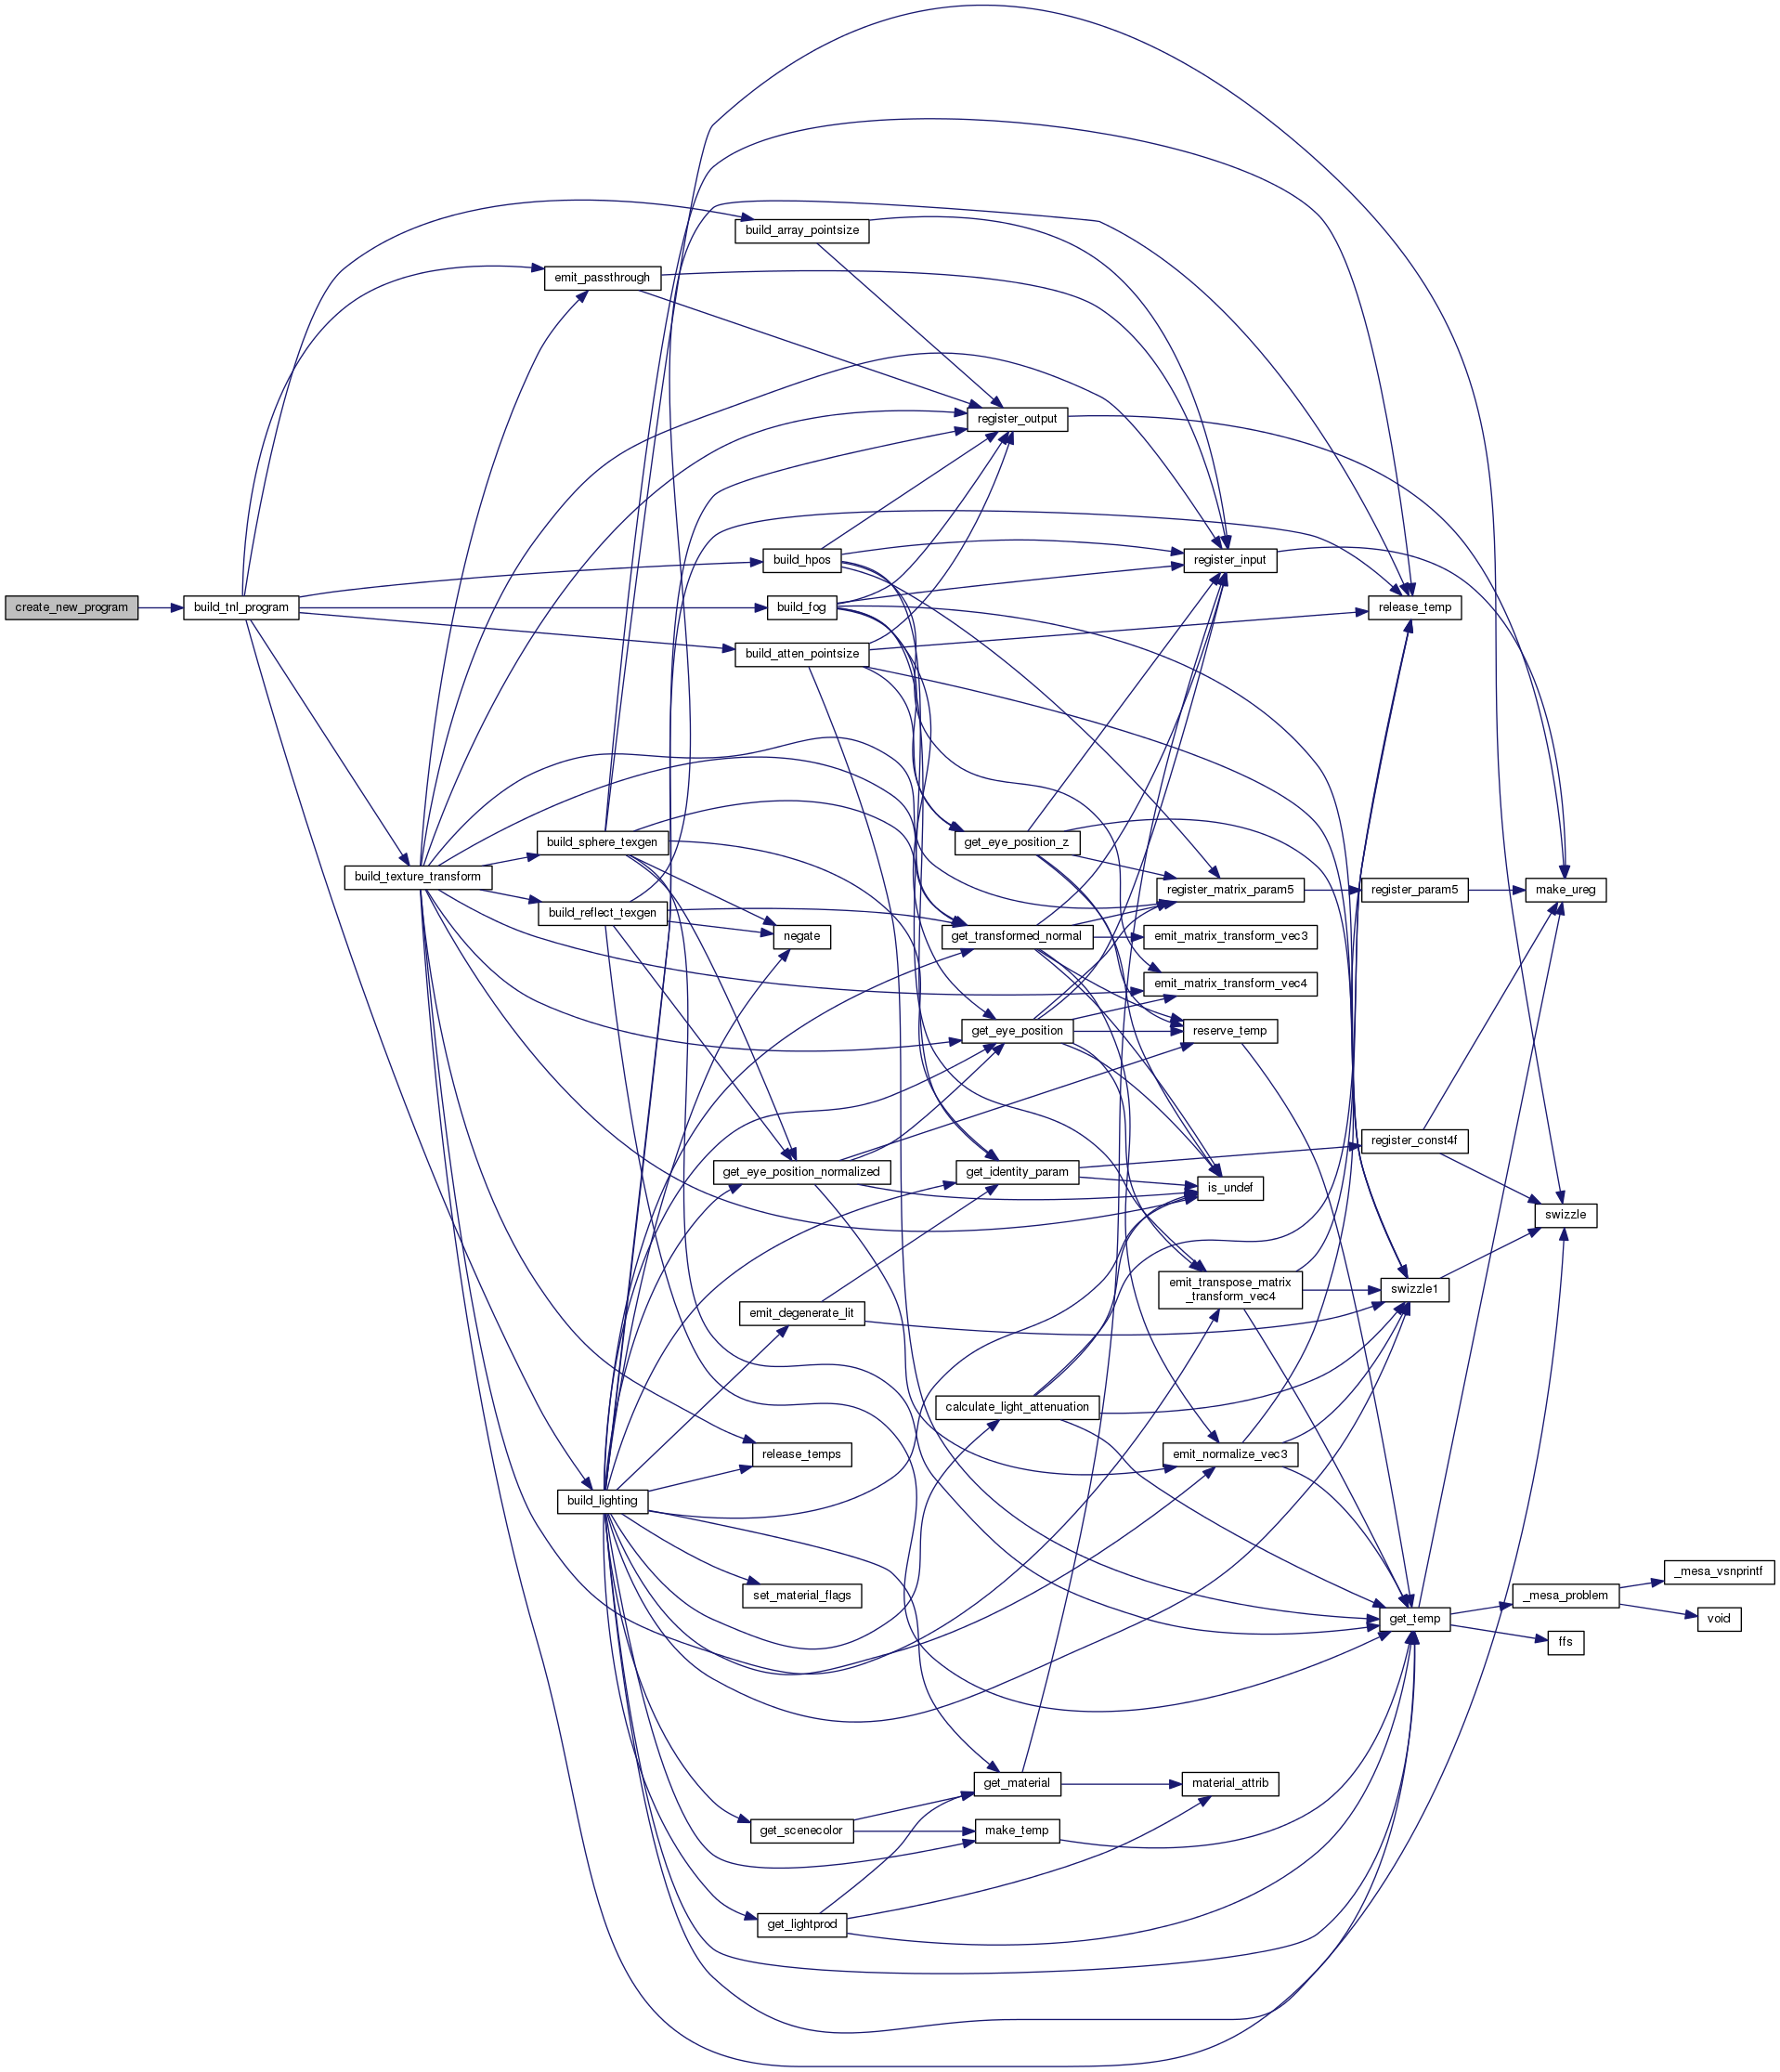 create_new_program
build_tnl_program
build_array_pointsize
emit_passthrough
register_output
build_hpos
register_input
build_fog
release_temp
build_atten_pointsize
build_sphere_texgen
get_eye_position_z
build_texture_transform
register_matrix_param5
register_param5
make_ureg
build_reflect_texgen
negate
get_transformed_normal
emit_matrix_transform_vec3
emit_matrix_transform_vec4
get_eye_position
reserve_temp
register_const4f
get_eye_position_normalized
get_identity_param
is_undef
swizzle
emit_transpose_matrix
_transform_vec4
swizzle1
emit_degenerate_lit
calculate_light_attenuation
release_temps
emit_normalize_vec3
build_lighting
_mesa_vsnprintf
set_material_flags
_mesa_problem
get_temp
void
ffs
get_material
material_attrib
get_scenecolor
make_temp
get_lightprod